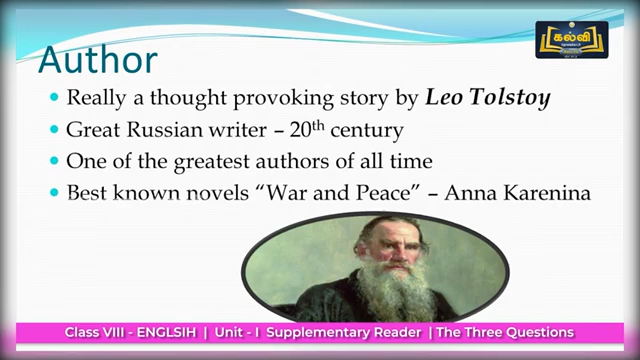 கல்வி
Author
Really a thought provoking story by Leo Tolstoy
Great Russian writer – 20th century
One of the greatest authors of all time
Best known novels “War and Peace” – Anna Karenina
Class VIII - ENGLSIH | Unit - I Supplementary Reader | The Three Questions